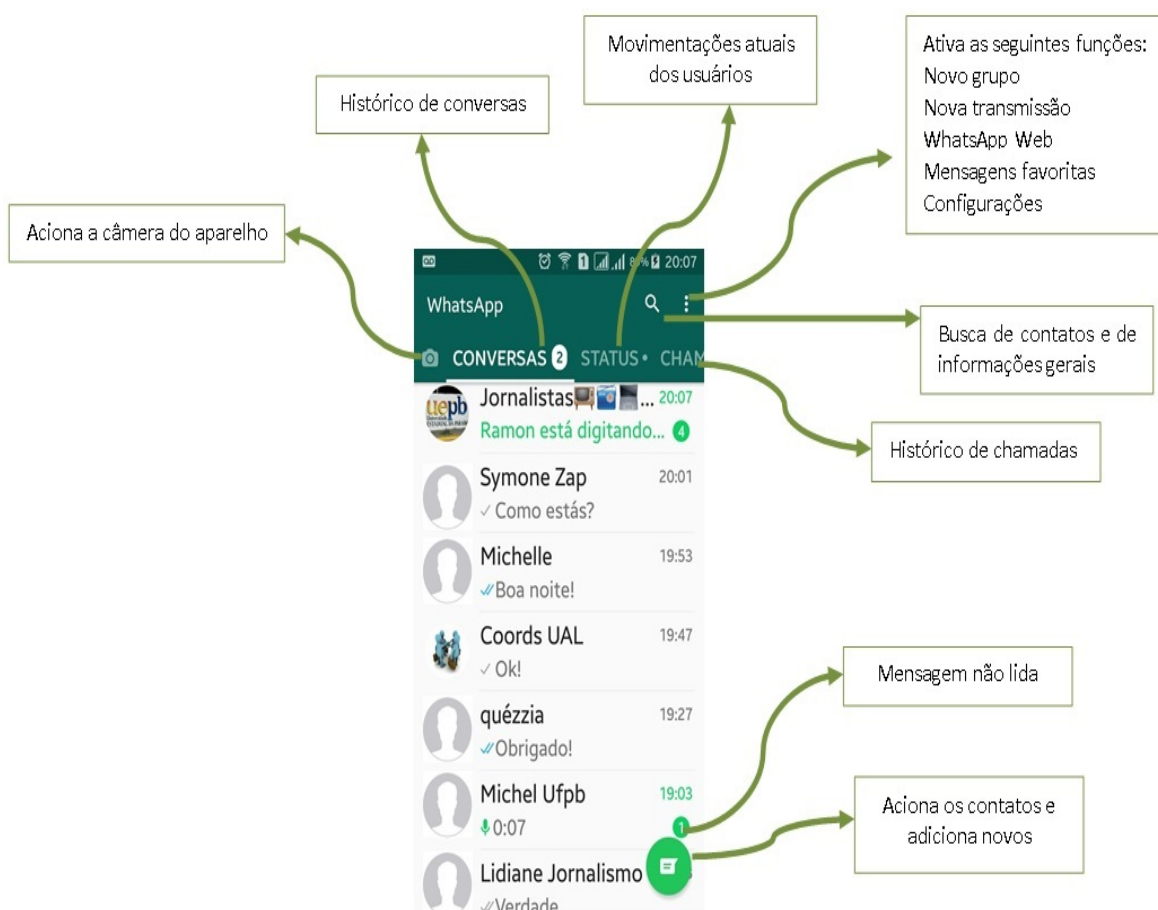 Movimentações atuais
dos usuários
Ativa as seguintes funções:
Novo grupo
Nova transmissão
WhatsApp Web
Mensagens favoritas
Configurações
Histórico de conversas
Aciona a câmera do aparelho
20:07
WhatsApp
Busca de contatos e de
informações gerais
CONVERSAS 2 STATUS • CHAM
Jornalistas ... 20:07
Ramon está digitando... 4
Histórico de chamadas
Symone Zap 20:01
Como estás?
Michelle 19:53
Boa noite!
Coords UAL 19:47
Ok!
Mensagem não lida
quézzia 19:27
Obrigado!
Michel Ufpb 19:03
0:07 1
Aciona os contatos e
adiciona novos
Lidiane Jornalismo
Verdade